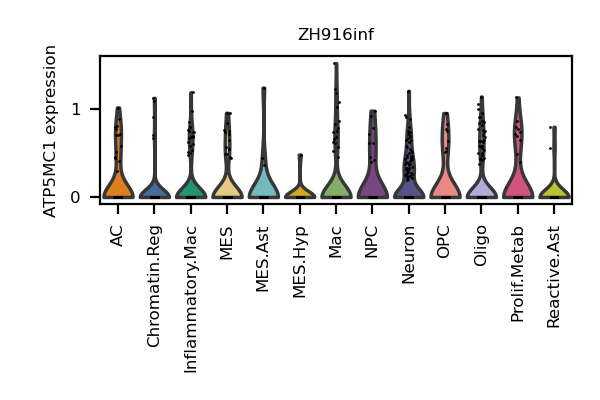 ZH916inf
ATP5MC1 expression
1
0
AC
Chromatin.Reg
Inflammatory.Mac
MES
MES.Ast
MES.Hyp
Mac
NPC
Neuron
OPC
Oligo
Prolif.Metab
Reactive.Ast